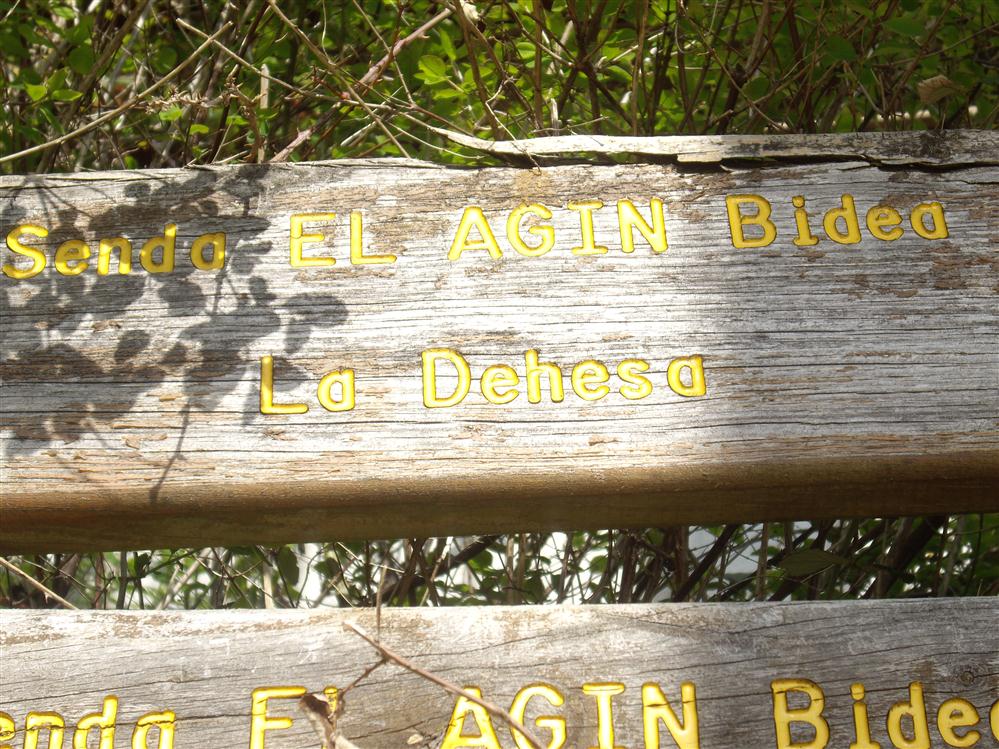 Senda EL AGIN Bidea
La Dehesa
Senda EL AGIN Bidea